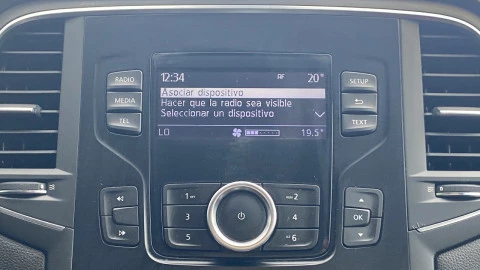 12:34 AF 20°
RADIO
MEDIA
TEL
Asociar dispositivo
Hacer que la radio sea visible
Seleccionar un dispositivo
LO 19.5°
SETUP
TEXT
1 2
3 4
5 6
OK